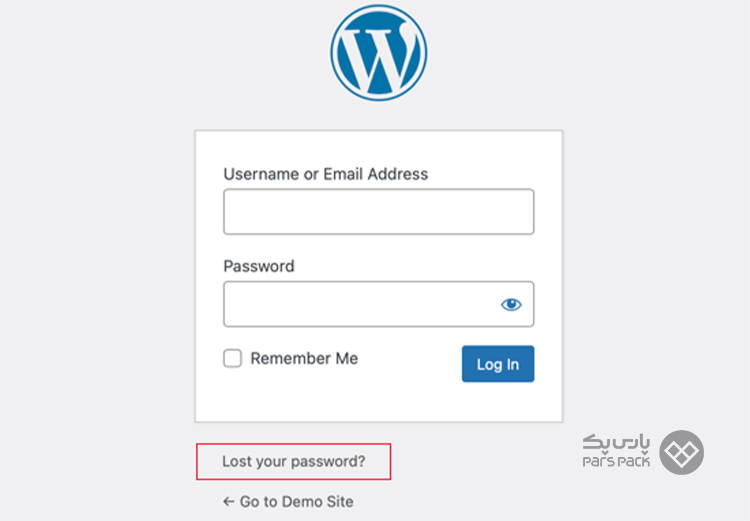 Username or Email Address
Password
Remember Me
Log In
Lost your password?
← Go to Demo Site
پارس پک
PARS PACK